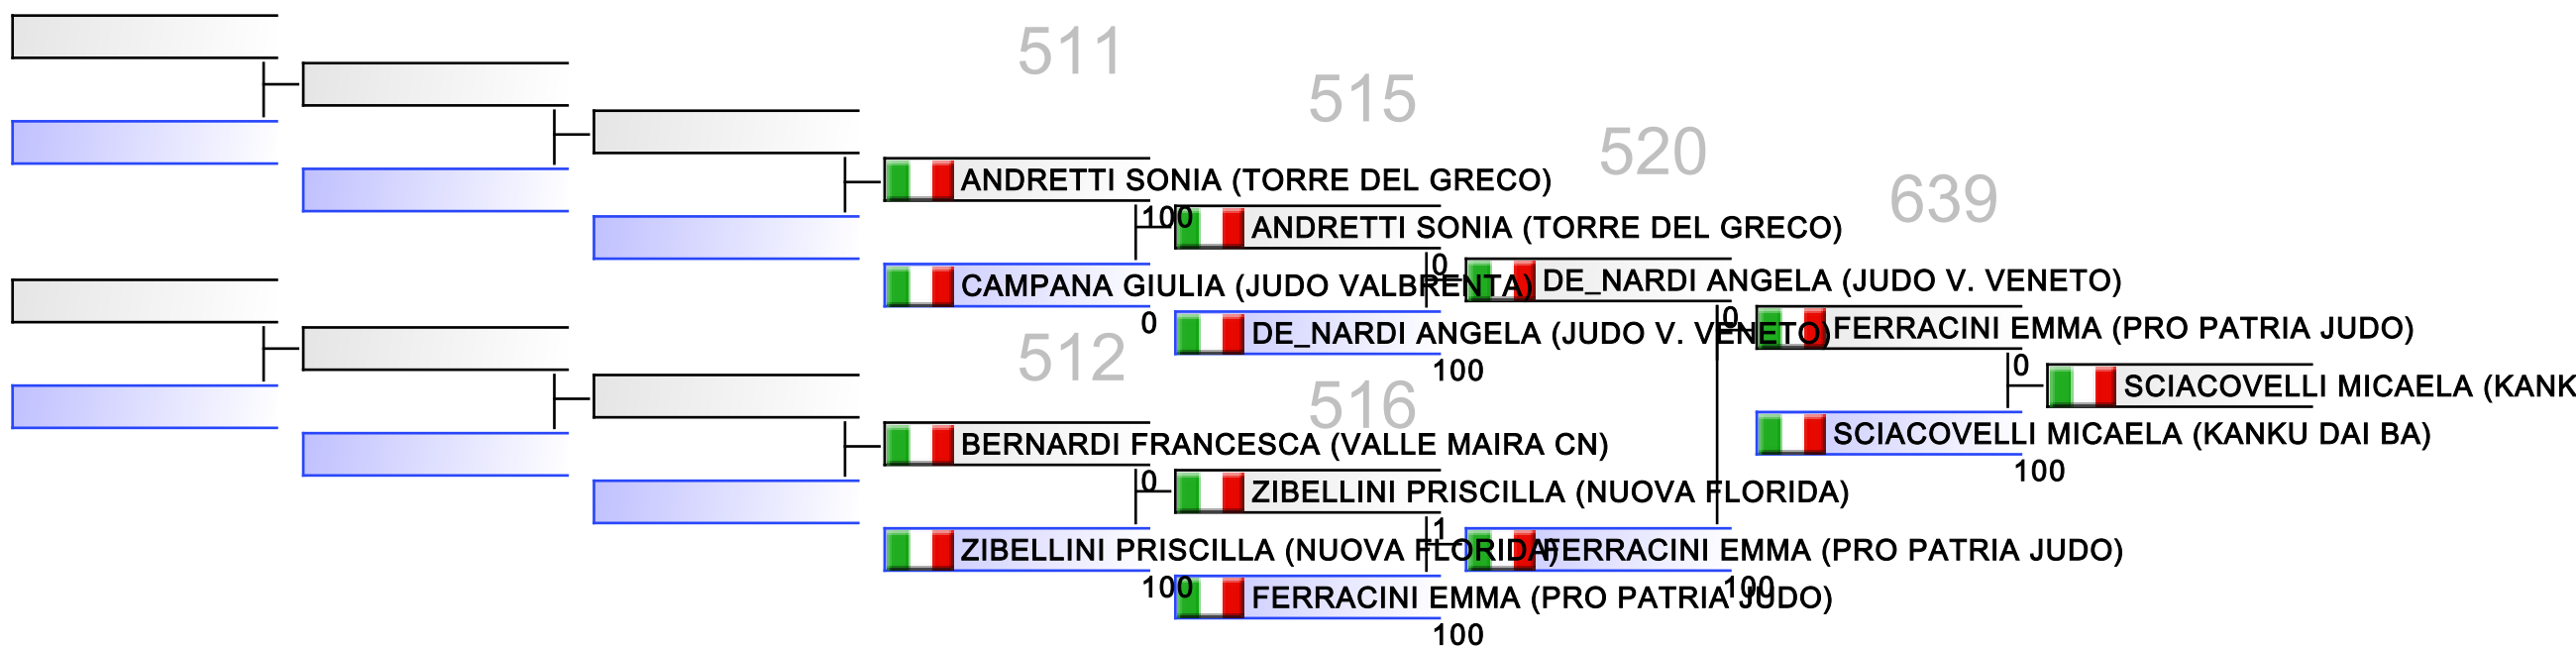 511
515
520
639
ANDRETTI SONIA (TORRE DEL GRECO)
100
ANDRETTI SONIA (TORRE DEL GRECO)
0
CAMPANA GIULIA (JUDO VALBRENTA)
DE_NARDI ANGELA (JUDO V. VENETO)
0
0
DE_NARDI ANGELA (JUDO V. VENETO)
FERRACINI EMMA (PRO PATRIA JUDO)
512
100
0
516
SCIACOVELLI MICAELA (KANK
BERNARDI FRANCESCA (VALLE MAIRA CN)
SCIACOVELLI MICAELA (KANKU DAI BA)
100
0
ZIBELLINI PRISCILLA (NUOVA FLORIDA)
1
ZIBELLINI PRISCILLA (NUOVA FLORIDA)
FERRACINI EMMA (PRO PATRIA JUDO)
100
100
FERRACINI EMMA (PRO PATRIA JUDO)
100